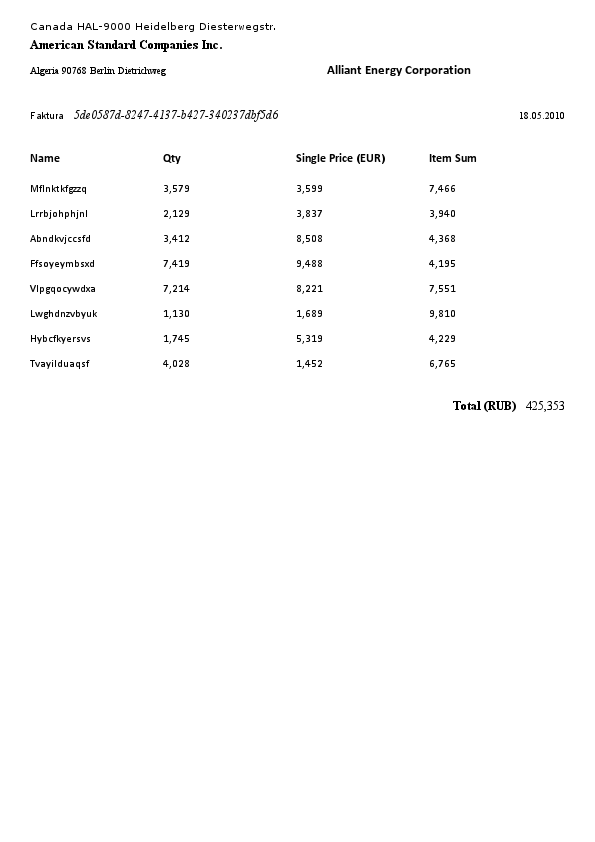 Canada HAL-9000 Heidelberg Diesterwegstr.
American Standard Companies Inc.
Algeria 90768 Berlin Dietrichweg Alliant Energy Corporation
Faktura 5de0587d-8247-4137-b427-340237dbf5d6 18.05.2010
Name Qty Single Price (EUR) Item Sum
Mflnktkfgzzq 3,579 3,599 7,466
Lrrbjohphjnl 2,129 3,837 3,940
Abndkvjccsfd 3,412 8,508 4,368
Ffsoyeymbsxd 7,419 9,488 4,195
Vlpgqocywdxa 7,214 8,221 7,551
Lwghdnzvbyuk 1,130 1,689 9,810
Hybcfkyersvs 1,745 5,319 4,229
Tvayilduaqsf 4,028 1,452 6,765
Total (RUB) 425,353